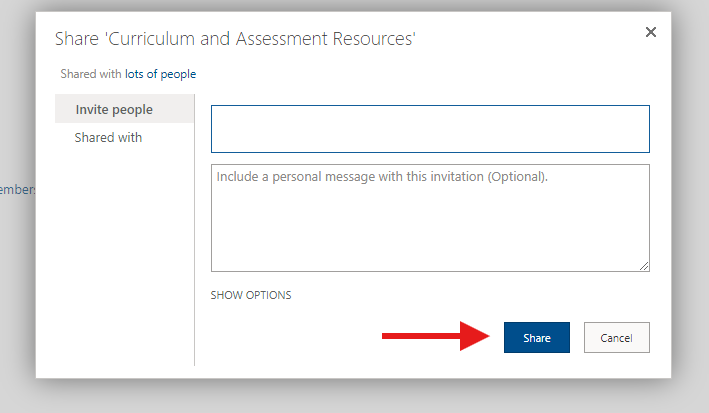 Share 'Curriculum and Assessment Resources'
Shared with lots of people
Invite people
Shared with
Include a personal message with this invitation (Optional).
SHOW OPTIONS
Share
Cancel